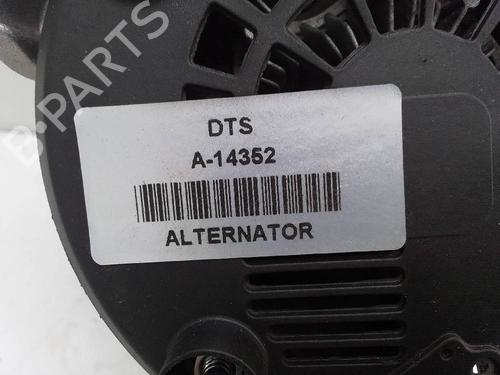 B-PARTS
DTS
A-14352
ALTERNATOR